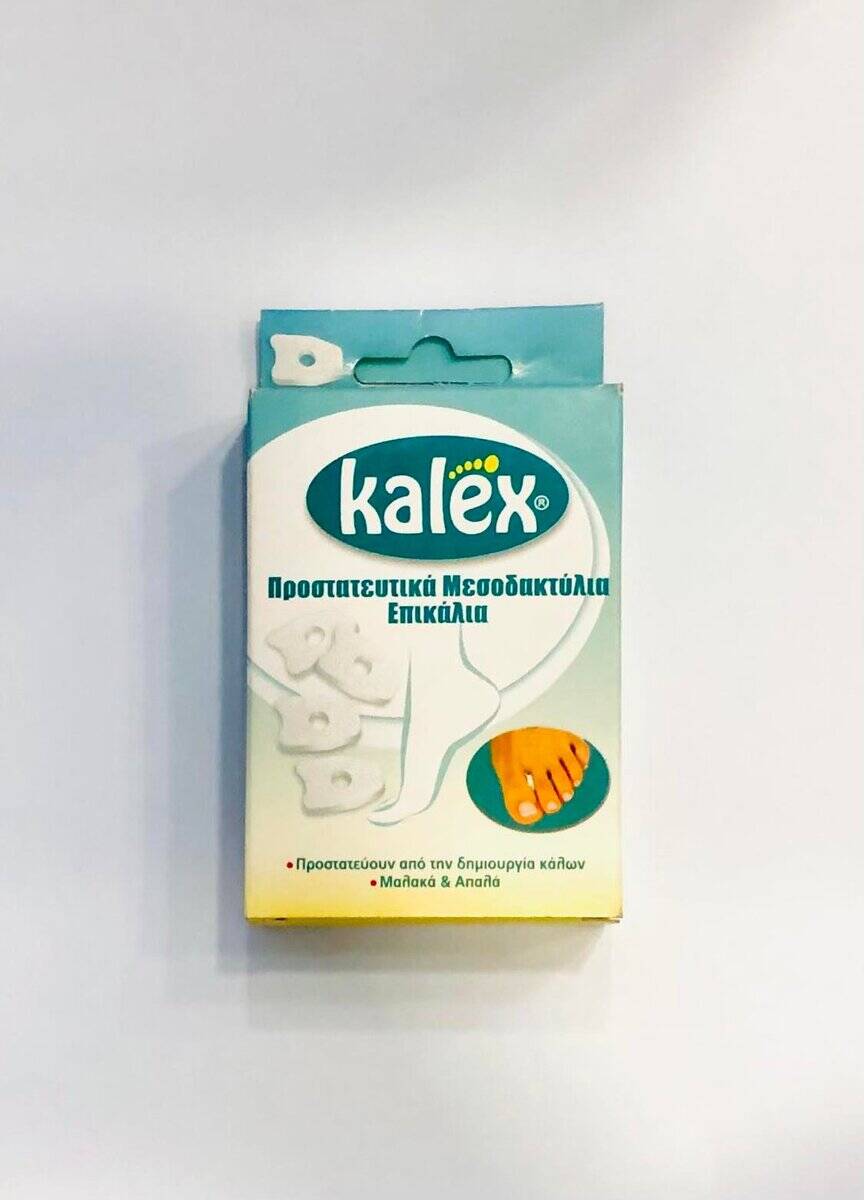 kalex®
Προστατευτικά Μεσοδακτύλια
Επικάλια
• Προστατεύουν από την δημιουργία κάλων
• Μαλακά & Απαλά